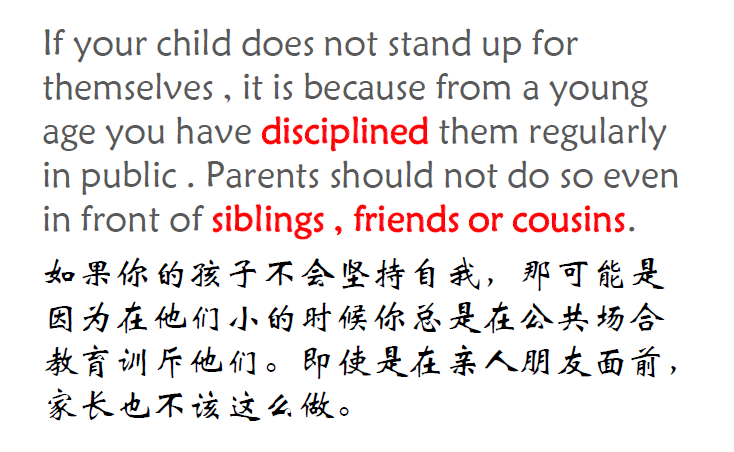 If your child does not stand up for
themselves , it is because from a young
age you have disciplined them regularly
in public . Parents should not do so even
in front of siblings , friends or cousins.
如果你的孩子不会坚持自我，那可能是
因为在他们小的时候你总是在公共场合
教育训斥他们。即使是在亲人朋友面前，
家长也不该这么做。